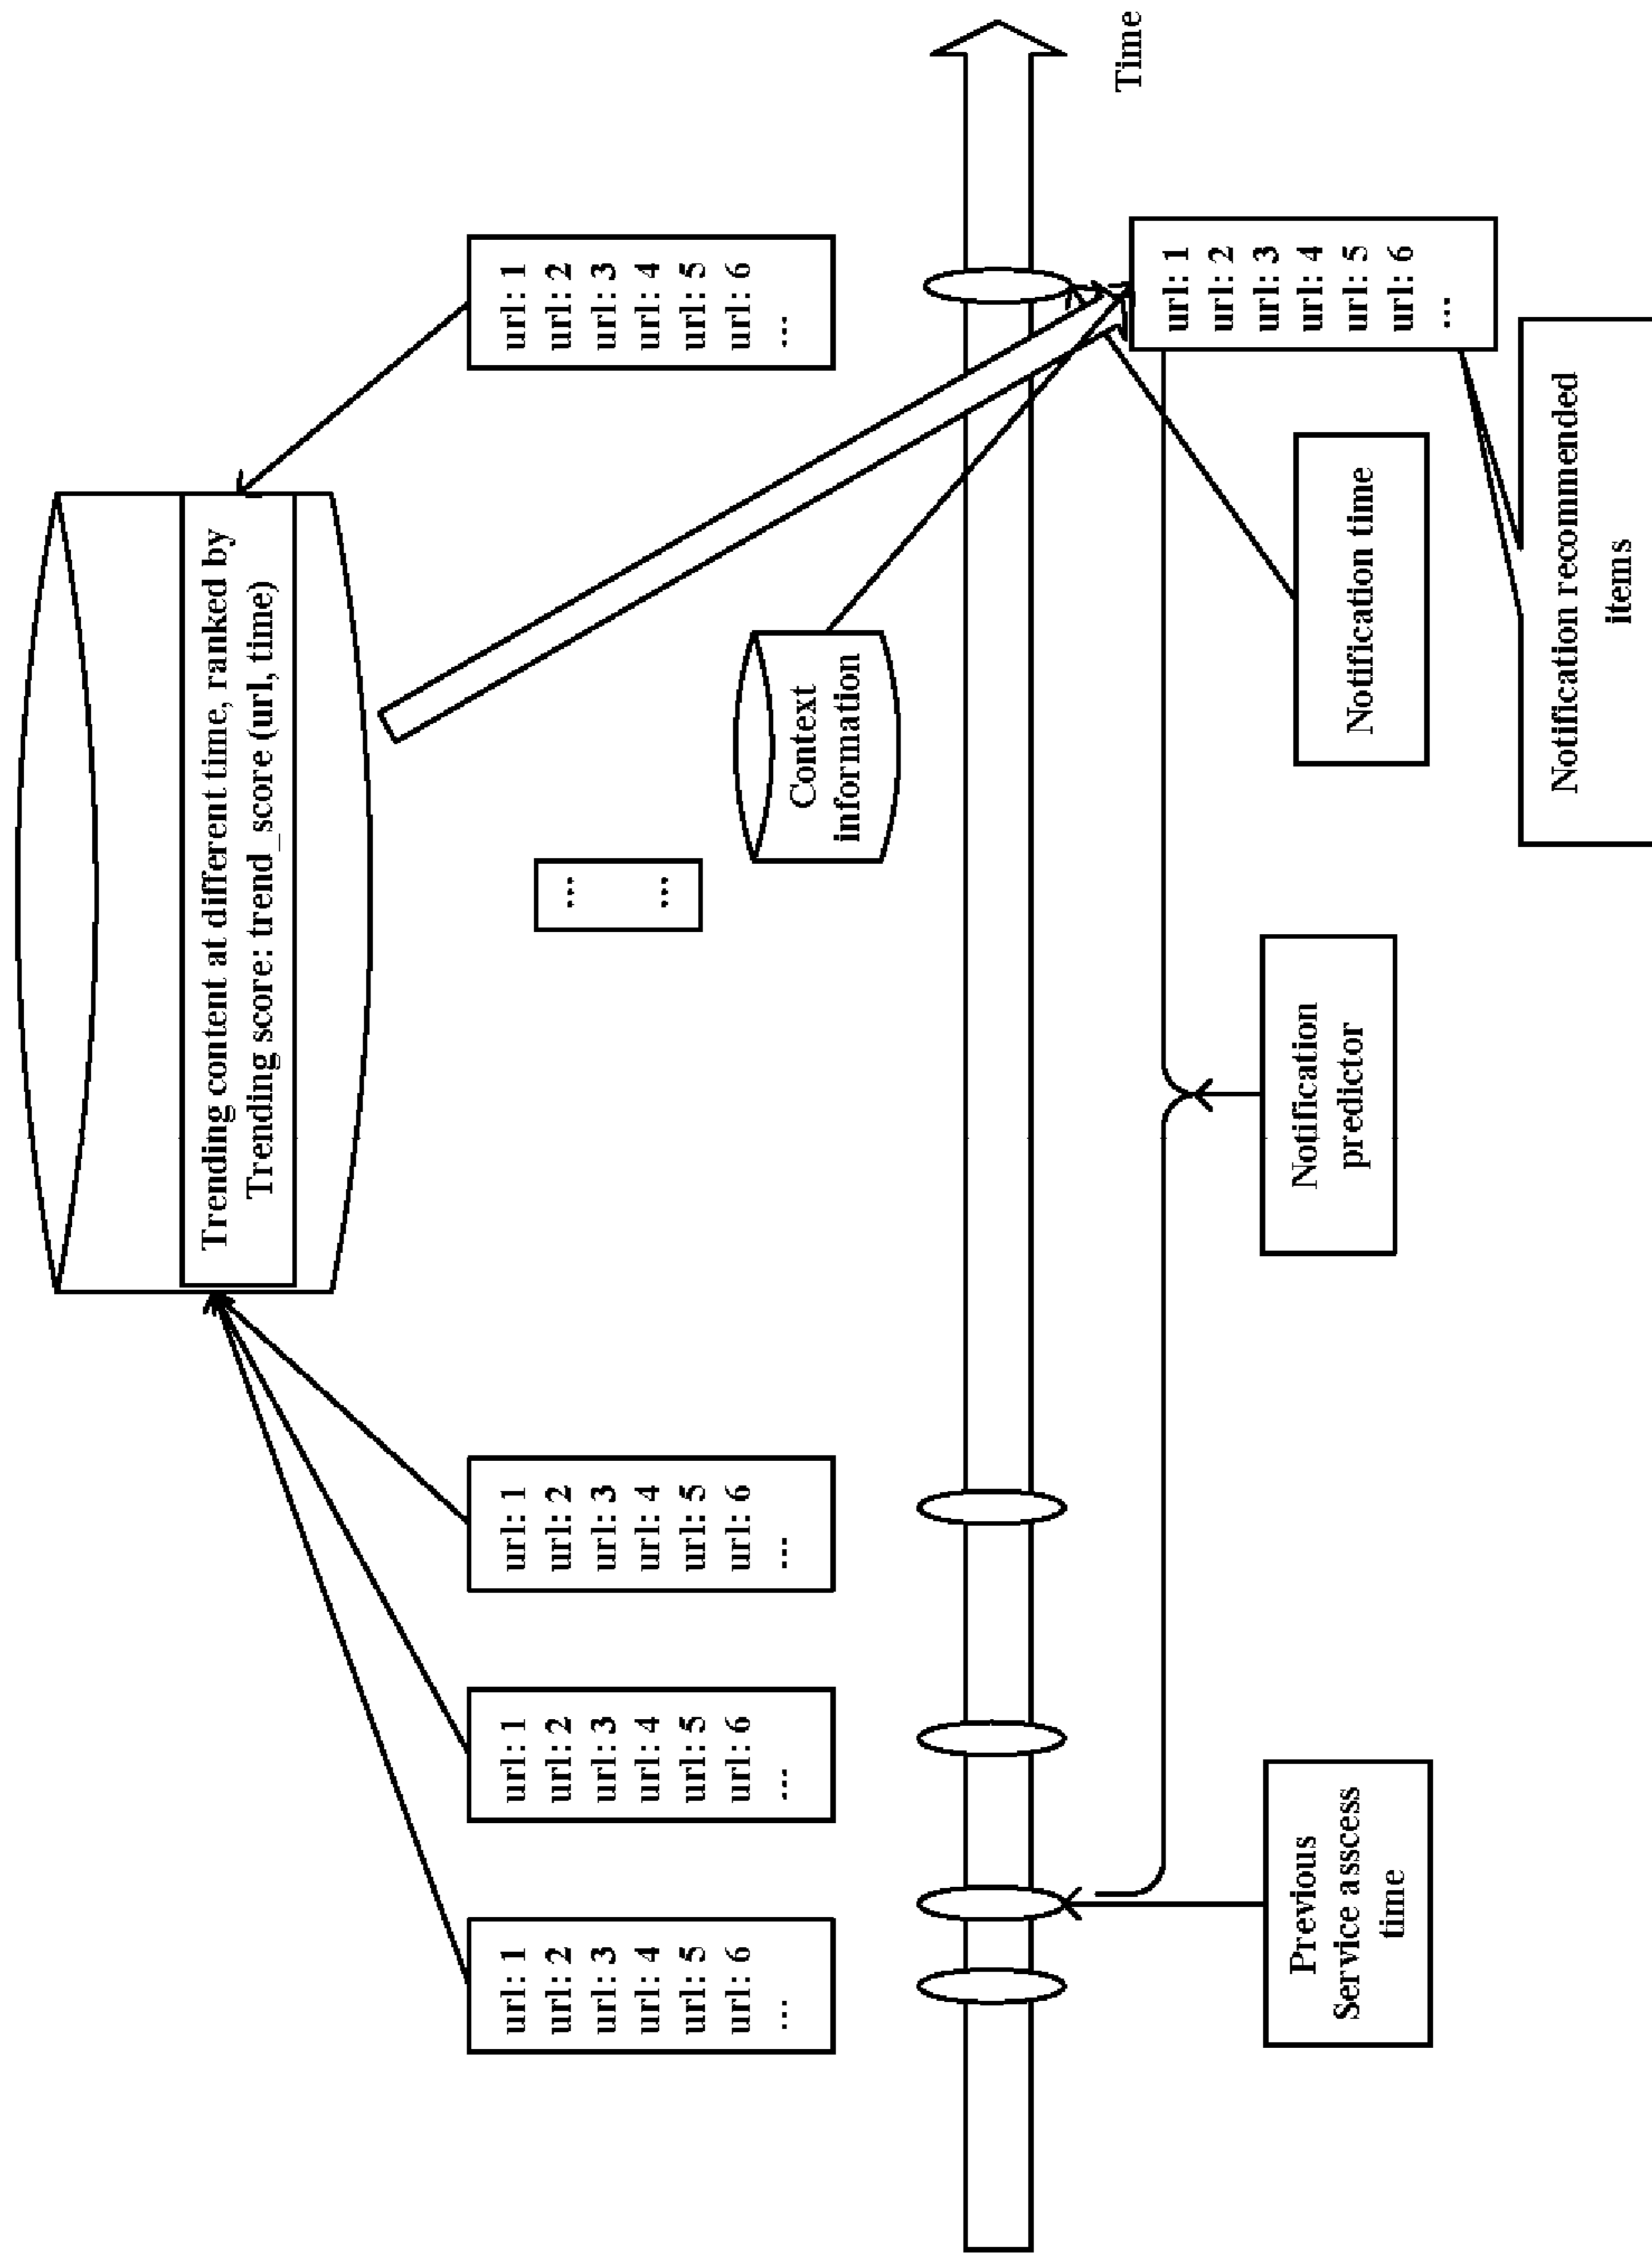 Trending content at different time, ranked by
Trending score: trend_score (url, time)
url: 1
url: 2
url: 3
url: 4
url: 5
url: 6
...
url: 1
url: 2
url: 3
url: 4
url: 5
url: 6
...
url: 1
url: 2
url: 3
url: 4
url: 5
url: 6
...
...
...
url: 1
url: 2
url: 3
url: 4
url: 5
url: 6
...
Context
information
Time
Previous
Service asscess
time
Notification
predictor
Notification time
url: 1
url: 2
url: 3
url: 4
url: 5
url: 6
...
Notification recommended
items